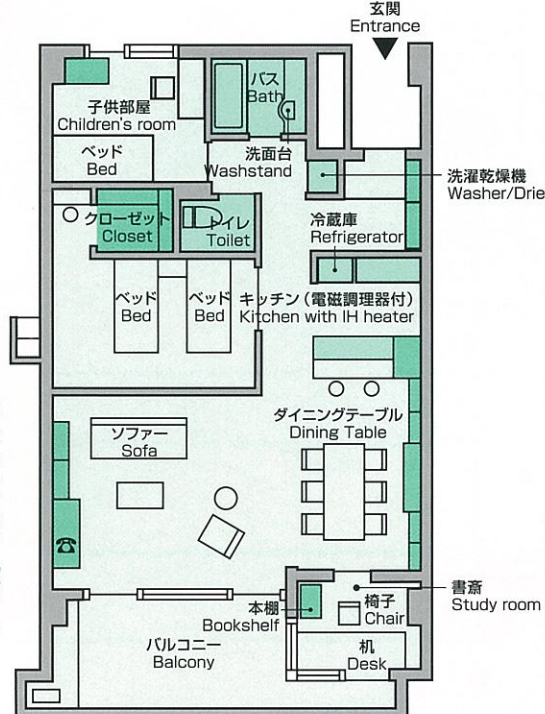 玄関
Entrance
バス
Bath
子供部屋
Children's room
ベッド
Bed
洗面台
Washstand
洗濯乾燥機
Washer/Drie
クローゼット
Closet
トイレ
Toilet
冷蔵庫
Refrigerator
ベッド
Bed
ベッド
Bed
キッチン（電磁調理器付）
Kitchen with IH heater
ダイニングテーブル
Dining Table
ソファー
Sofa
書斎
Study room
本棚
Bookshelf
椅子
Chair
バルコニー
Balcony
机
Desk